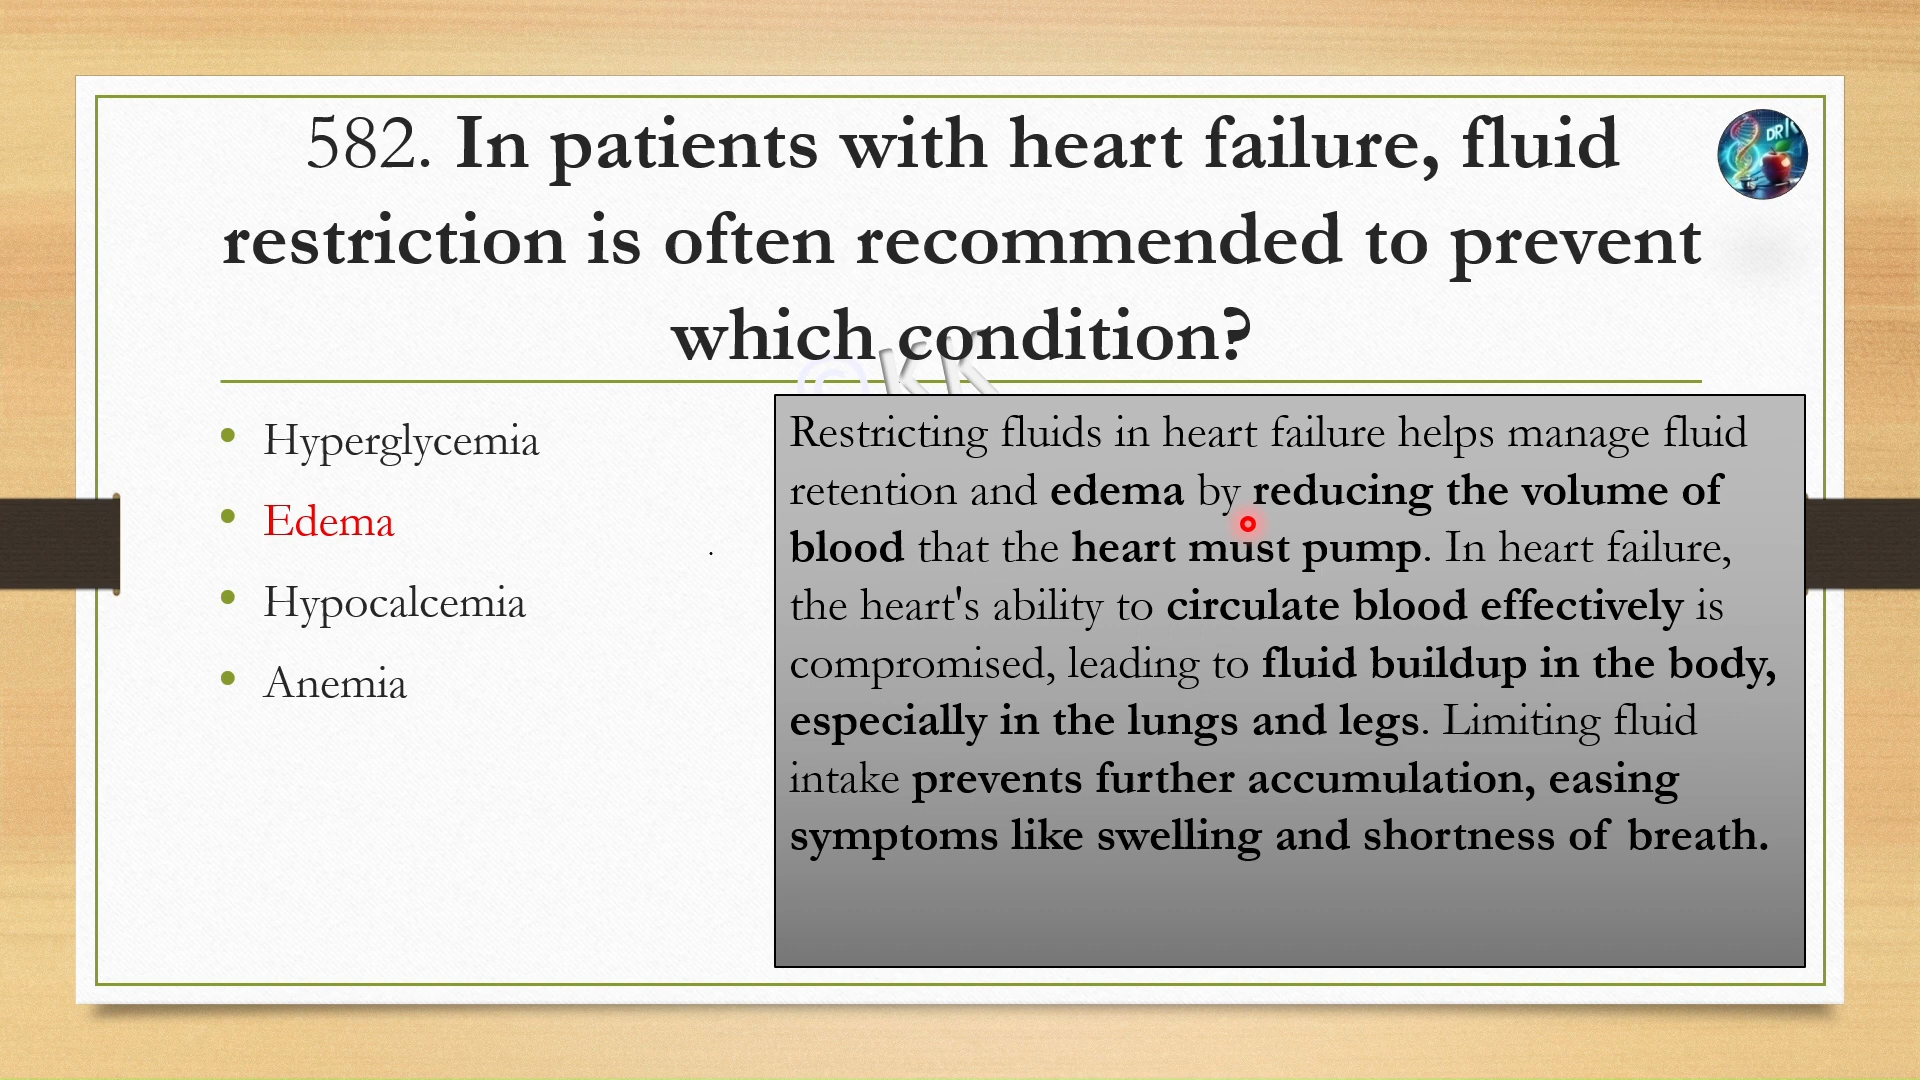 582. In patients with heart failure, fluid
restriction is often recommended to prevent
which condition?
©KK
• Hyperglycemia
• Edema
• Hypocalcemia
• Anemia
.
Restricting fluids in heart failure helps manage fluid
retention and edema by reducing the volume of
blood that the heart must pump. In heart failure,
the heart's ability to circulate blood effectively is
compromised, leading to fluid buildup in the body,
especially in the lungs and legs. Limiting fluid
intake prevents further accumulation, easing
symptoms like swelling and shortness of breath.
DR